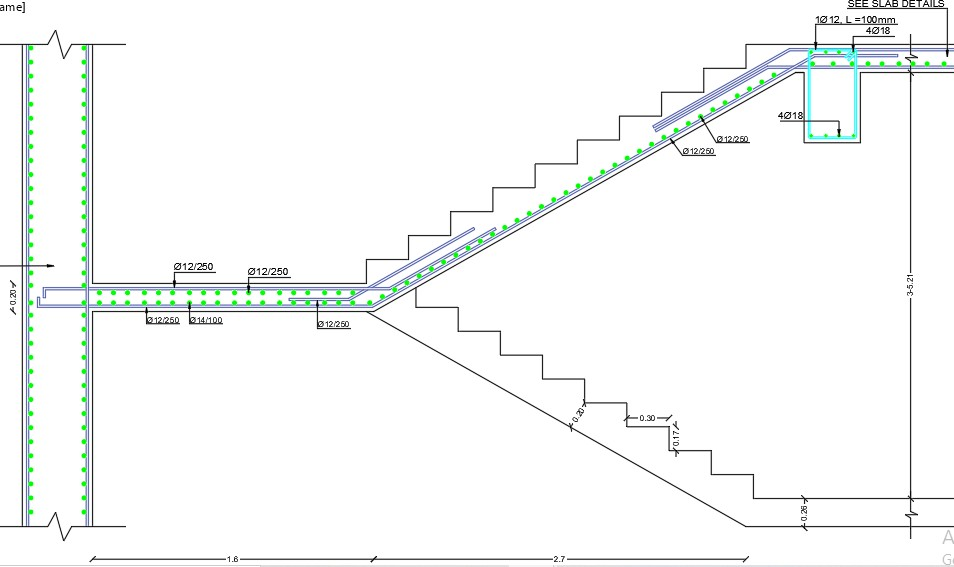 ame]
SEE SLAB DETAILS
1Ø12, L =100mm
4Ø18
4Ø18
Ø12/250
Ø12/250
Ø12/250
Ø12/250
0.20
3-5.21
Ø12/250
Ø14/100
Ø12/250
0.20
0.30
0.17
0.26
A
Go
1.6
2.7